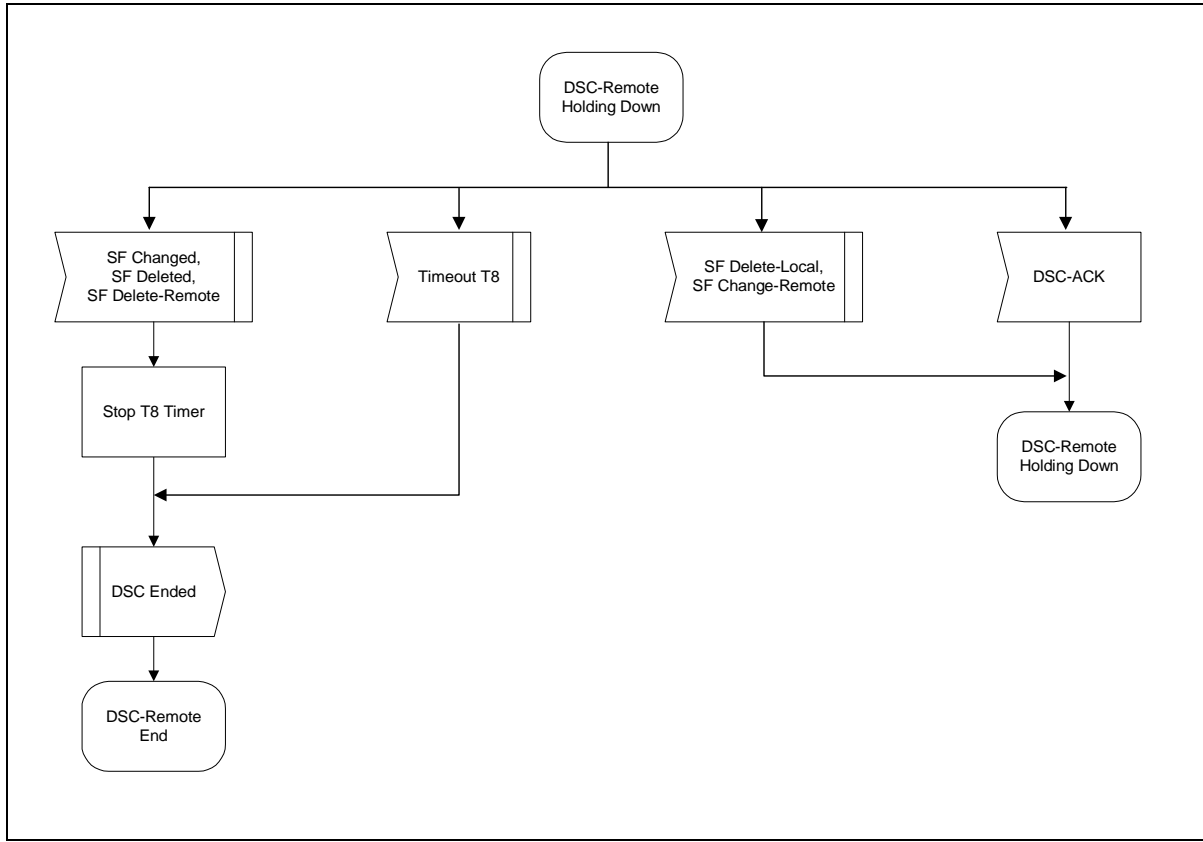 DSC-Remote
Holding Down
SF Changed,
SF Deleted,
SF Delete-Remote
Timeout T8
SF Delete-Local,
SF Change-Remote
DSC-ACK
Stop T8 Timer
DSC-Remote
Holding Down
DSC Ended
DSC-Remote
End